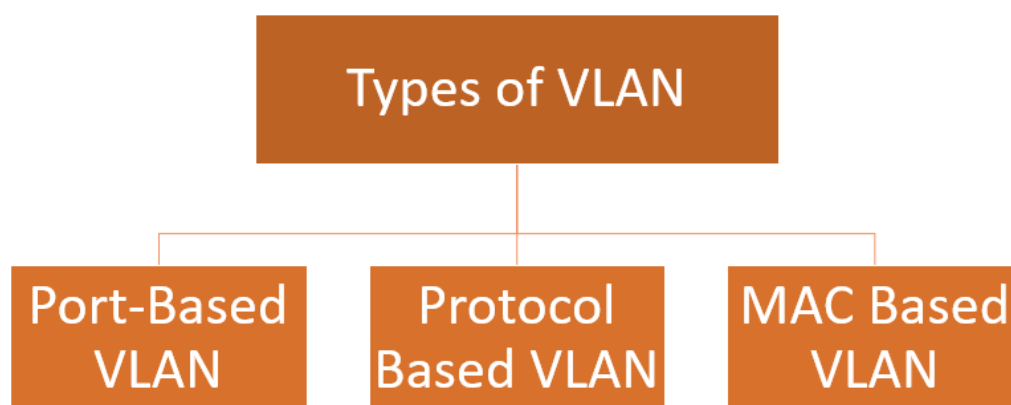 Types of VLAN
Port-Based
VLAN
Protocol
Based VLAN
MAC Based
VLAN